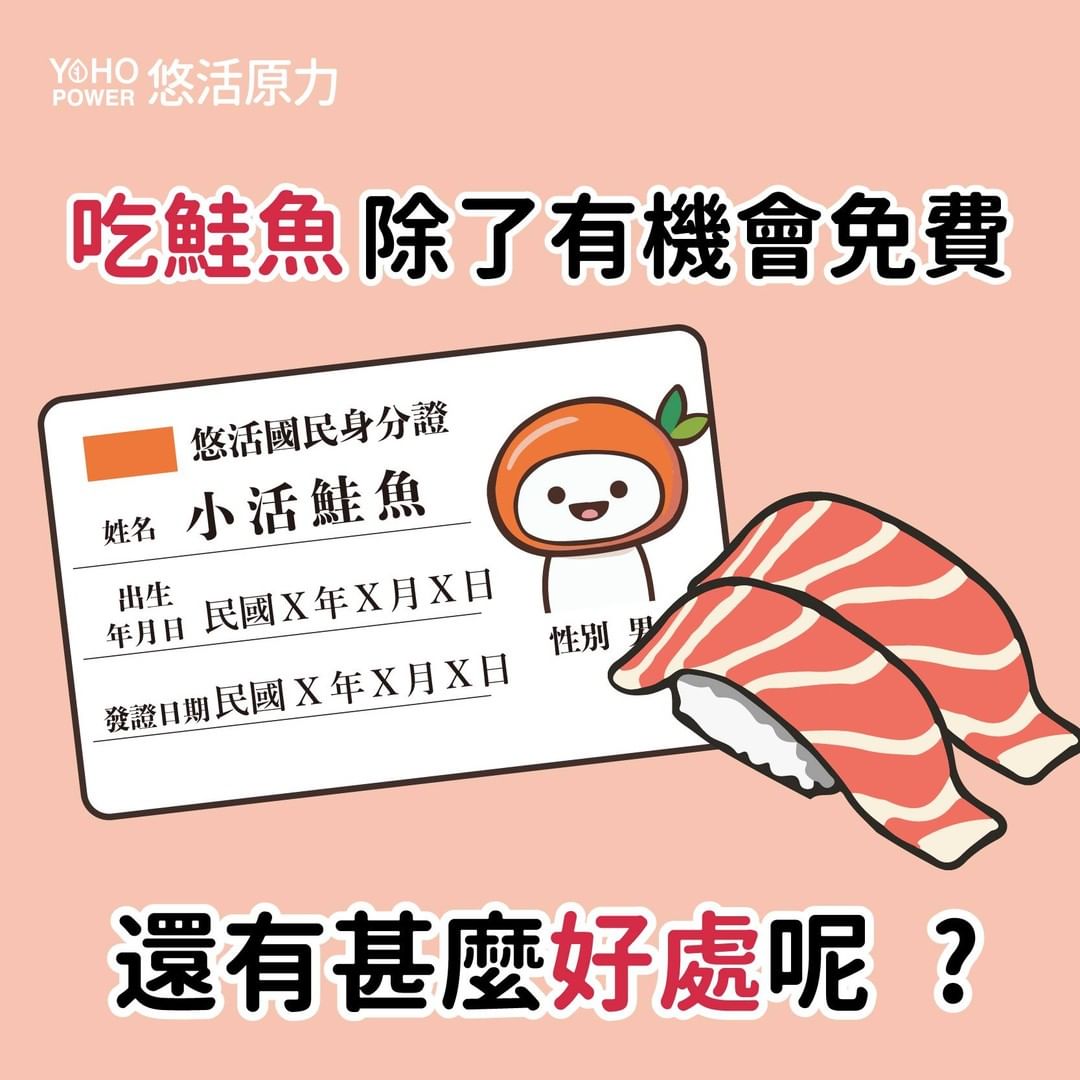 YOHO
POWER 悠活原力
吃鮭魚 除了有機會免費
悠活國民身分證
姓名 小活鮭魚
出生
年月日 民國X年X月X日
性別 男
發證日期 民國X年X月X日
還有甚麼好處呢 ?